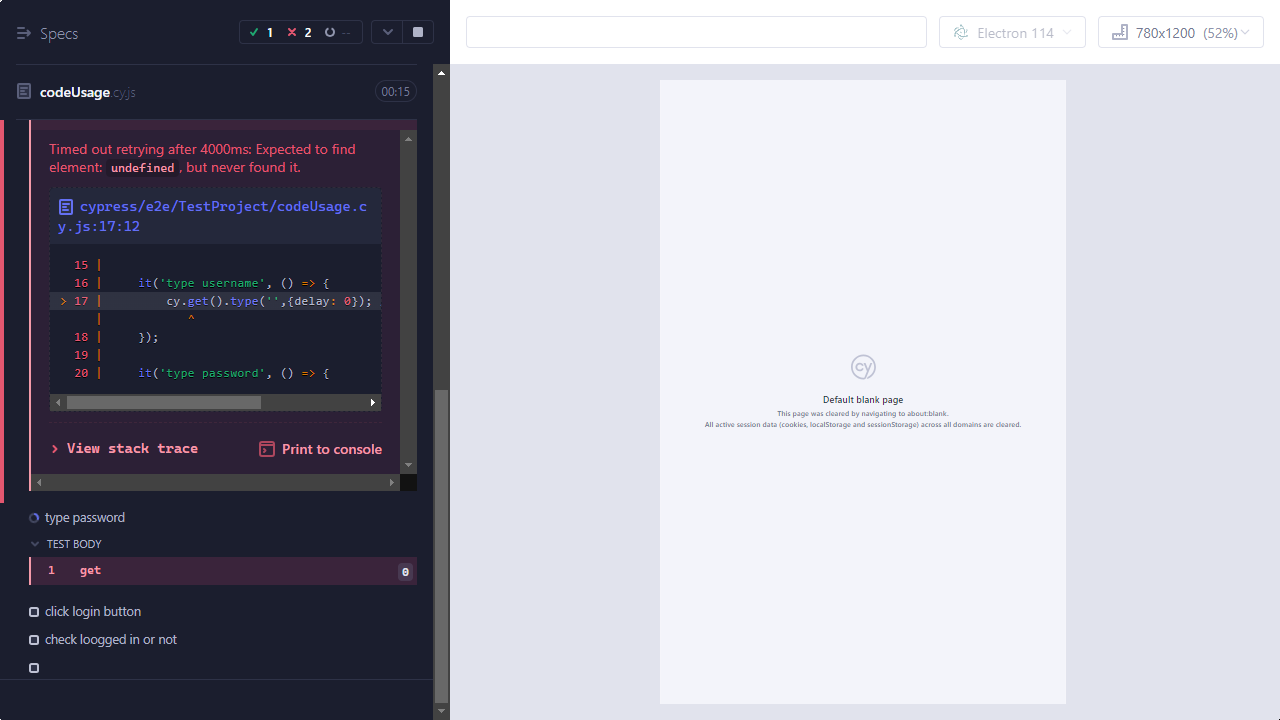 Specs
1
2
--
codeUsage.cy.js
00:15
Timed out retrying after 4000ms: Expected to find
element: undefined, but never found it.
cypress/e2e/TestProject/codeUsage.c
y.js:17:12
15 |
16 | it('type username', () => {
> 17 | cy.get().type('',{delay: 0});
| ^
18 | });
19 |
20 | it('type password', () => {
View stack trace
Print to console
type password
TEST BODY
1 get 0
click login button
check loogged in or not
Electron 114
780x1200 (52%)
cy
Default blank page
This page was cleared by navigating to about:blank.
All active session data (cookies, localStorage and sessionStorage) across all domains are cleared.